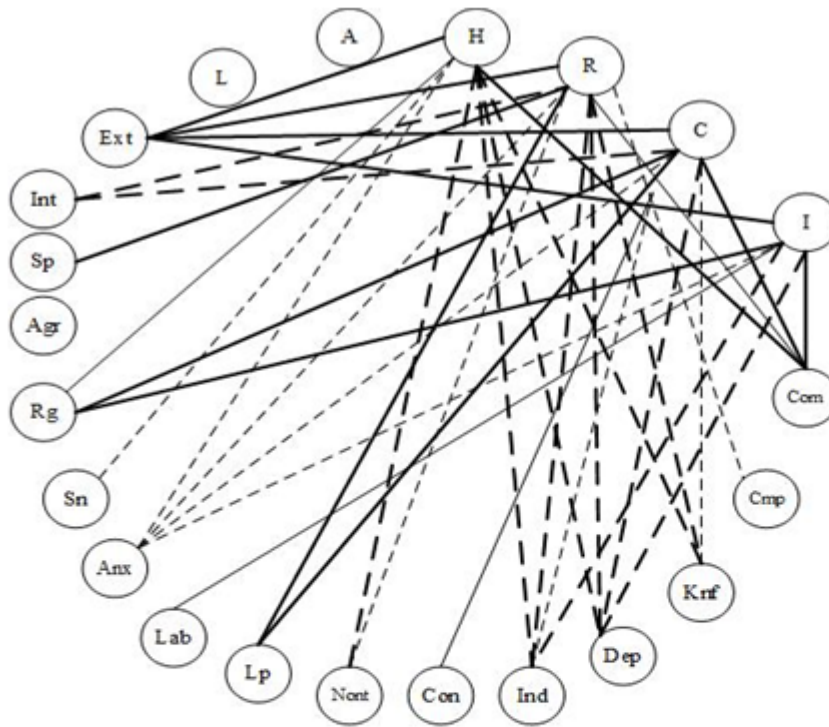 A
H
L
R
Ext
C
Int
I
Sp
Agr
Rg
Com
Sn
Cmp
Anx
Knf
Lab
Lp
Nont
Con
Ind
Dep